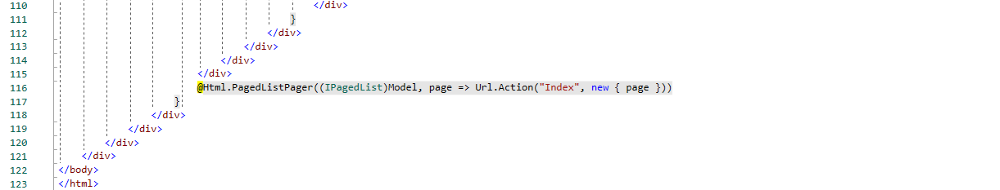 110 </div>
111 }
112 </div>
113 </div>
114 </div>
115 </div>
116 @Html.PagedListPager((IPagedList)Model, page => Url.Action("Index", new { page }))
117 }
118 </div>
119 </div>
120 </div>
121 </div>
122 </body>
123 </html>